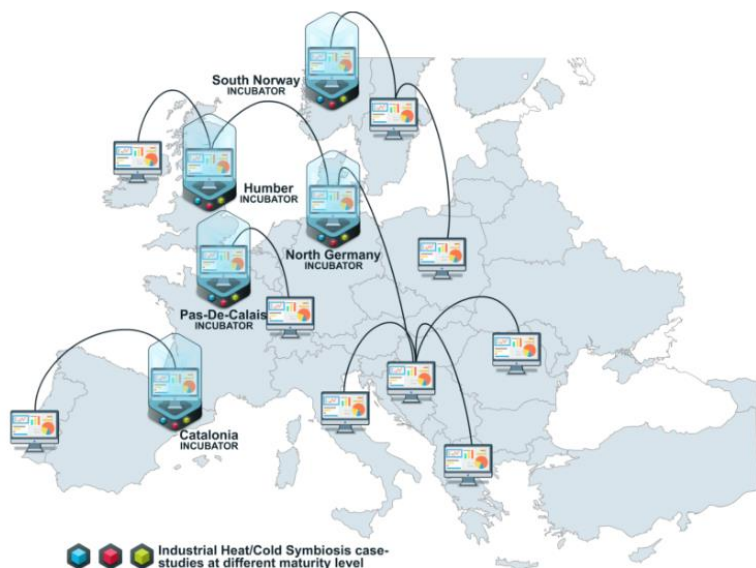 South Norway
INCUBATOR
Humber
INCUBATOR
North Germany
INCUBATOR
Pas-De-Calais
INCUBATOR
Catalonia
INCUBATOR
Industrial Heat/Cold Symbiosis case-
studies at different maturity level